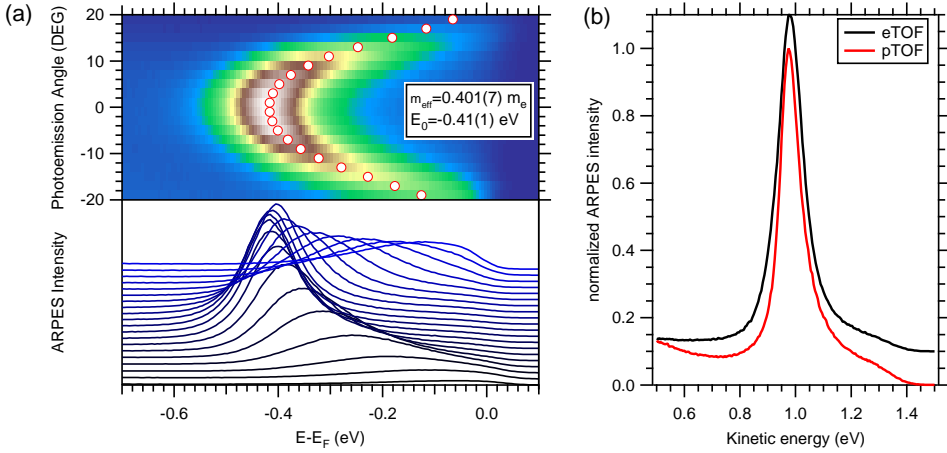 (a)
20
10
0
-10
-20
Photoemission Angle (DEG)
m_eff=0.401(7) m_e
E_0=-0.41(1) eV
ARPES Intensity
-0.6
-0.4
-0.2
0.0
E-E_F (eV)
(b)
eTOF
pTOF
1.0
0.8
0.6
0.4
0.2
0.0
normalized ARPES intensity
0.6
0.8
1.0
1.2
1.4
Kinetic energy (eV)